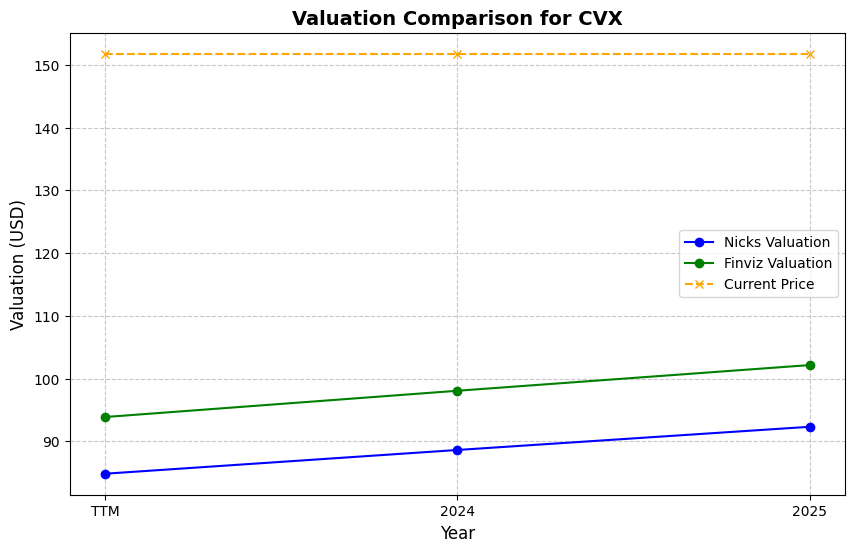 Valuation Comparison for CVX
Valuation (USD)
150
140
130
120
110
100
90
Nicks Valuation
Finviz Valuation
Current Price
TTM
2024
2025
Year